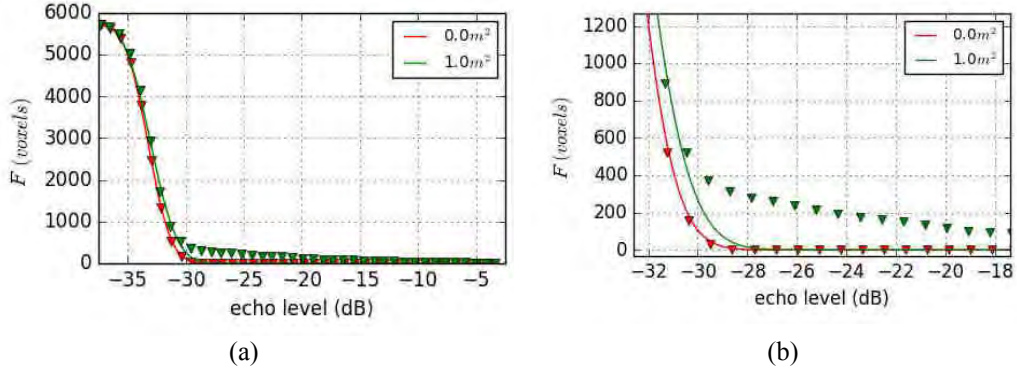 6000
5000
4000
3000
2000
1000
0
F (voxels)
−35 −30 −25 −20 −15 −10 −5
echo level (dB)
0.0m²
1.0m²
(a)
1200
1000
800
600
400
200
0
F (voxels)
−32 −30 −28 −26 −24 −22 −20 −18
echo level (dB)
0.0m²
1.0m²
(b)